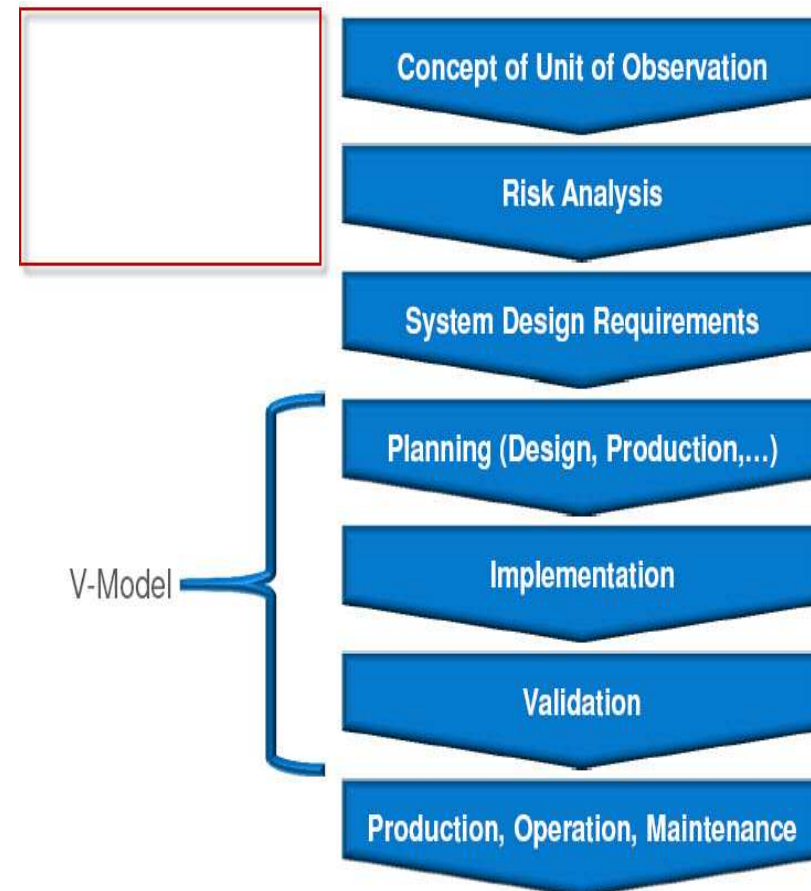 Concept of Unit of Observation
Risk Analysis
System Design Requirements
Planning (Design, Production,...)
V-Model
Implementation
Validation
Production, Operation, Maintenance